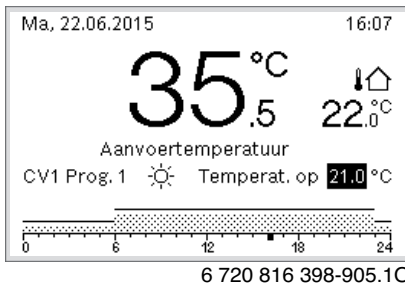 Ma, 22.06.2015 16:07
35.5 °C
22.0 °C
Aanvoertemperatuur
CV1 Prog. 1 Temperat. op 21.0 °C
0 6 12 18 24
6 720 816 398-905.1O